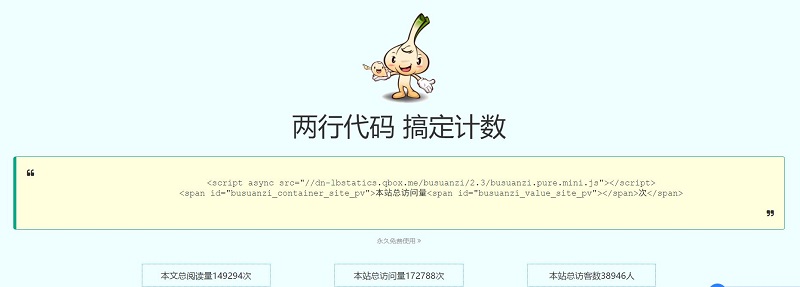 两行代码 搞定计数
❝
<script async src="//dn-lbstatics.qbox.me/busuanzi/2.3/busuanzi.pure.mini.js"></script>
<span id="busuanzi_container_site_pv">本站总访问量<span id="busuanzi_value_site_pv"></span>次</span>
❞
永久免费使用 »
本文总阅读量149294次 本站总访问量172788次 本站总访客数38946人